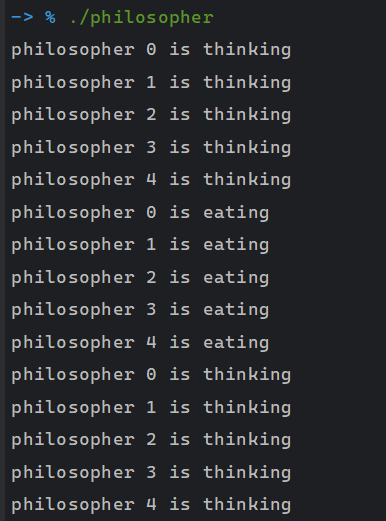 -> % ./philosopher
philosopher 0 is thinking
philosopher 1 is thinking
philosopher 2 is thinking
philosopher 3 is thinking
philosopher 4 is thinking
philosopher 0 is eating
philosopher 1 is eating
philosopher 2 is eating
philosopher 3 is eating
philosopher 4 is eating
philosopher 0 is thinking
philosopher 1 is thinking
philosopher 2 is thinking
philosopher 3 is thinking
philosopher 4 is thinking